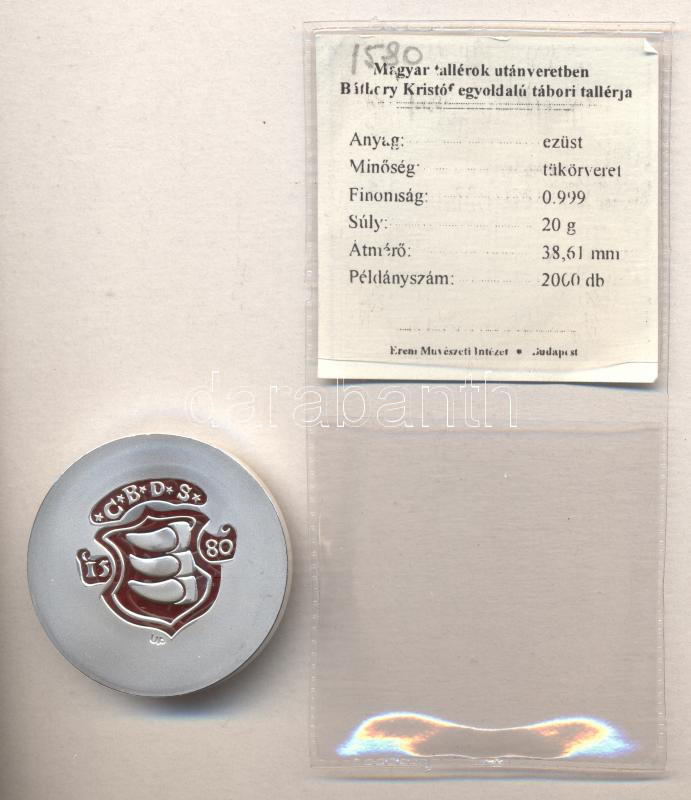 1580
Magyar tallérok utánveretben
Báthory Kristóf egyoldalú tábori tallérja
Anyag: ezüst
Minőség: tükörveret
Finomság: 0.999
Súly: 20 g
Átmérő: 38,61 mm
Példányszám: 2000 db
Érem Művészeti Intézet • Budapest
darabanth
*C*B*D*S*
15 80
UP